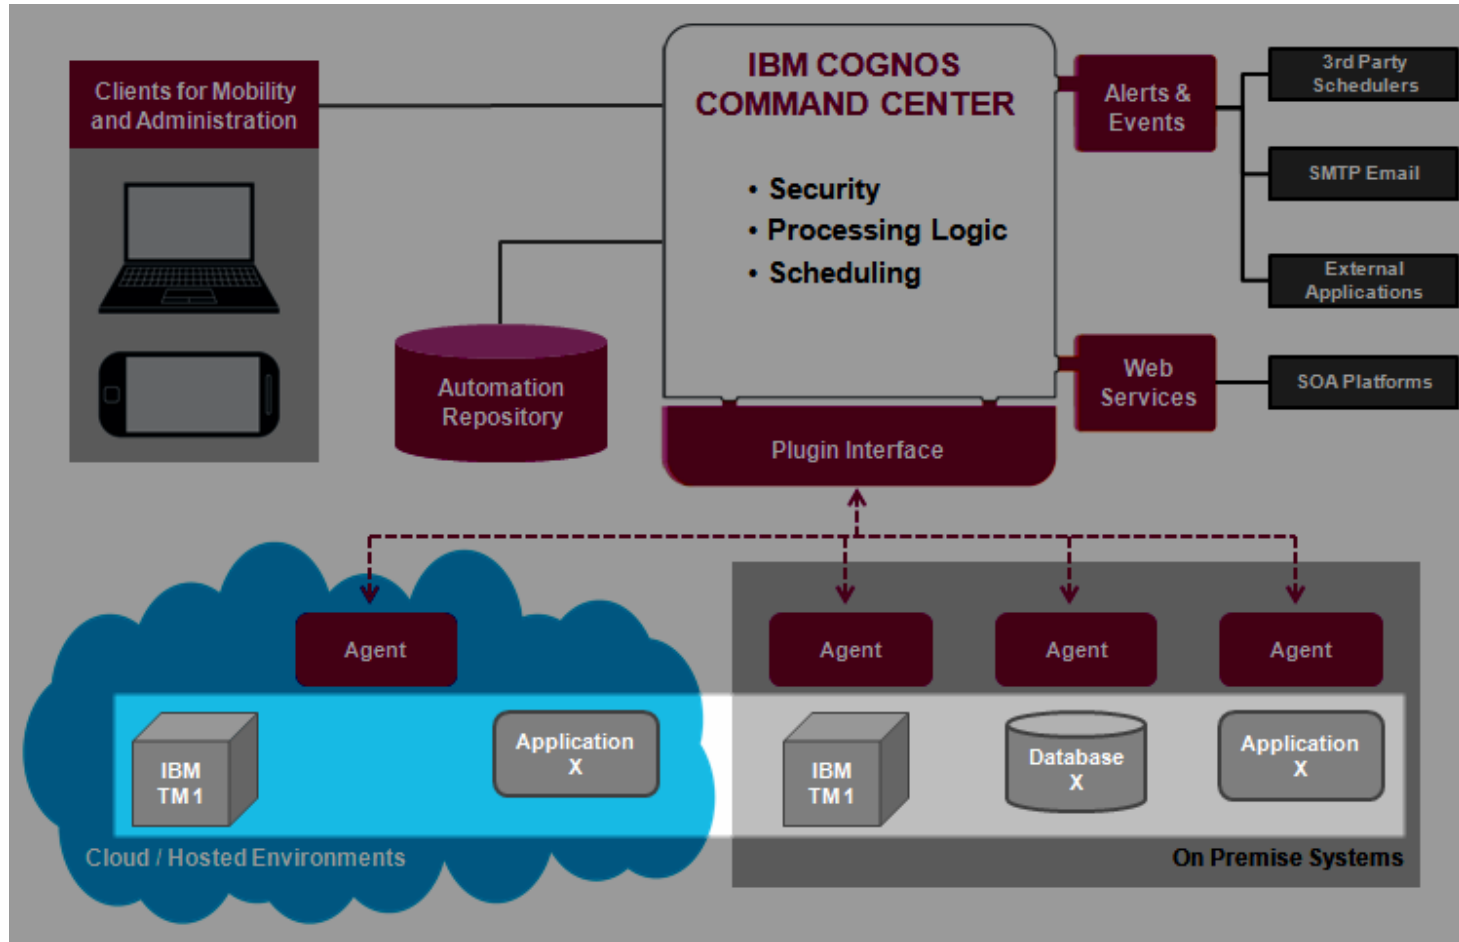 Clients for Mobility
and Administration
IBM COGNOS
COMMAND CENTER
• Security
• Processing Logic
• Scheduling
Alerts &
Events
3rd Party
Schedulers
SMTP Email
External
Applications
Web
Services
SOA Platforms
Automation
Repository
Plugin Interface
Agent
Agent
Agent
Agent
IBM
TM1
Application
X
IBM
TM1
Database
X
Application
X
Cloud / Hosted Environments
On Premise Systems